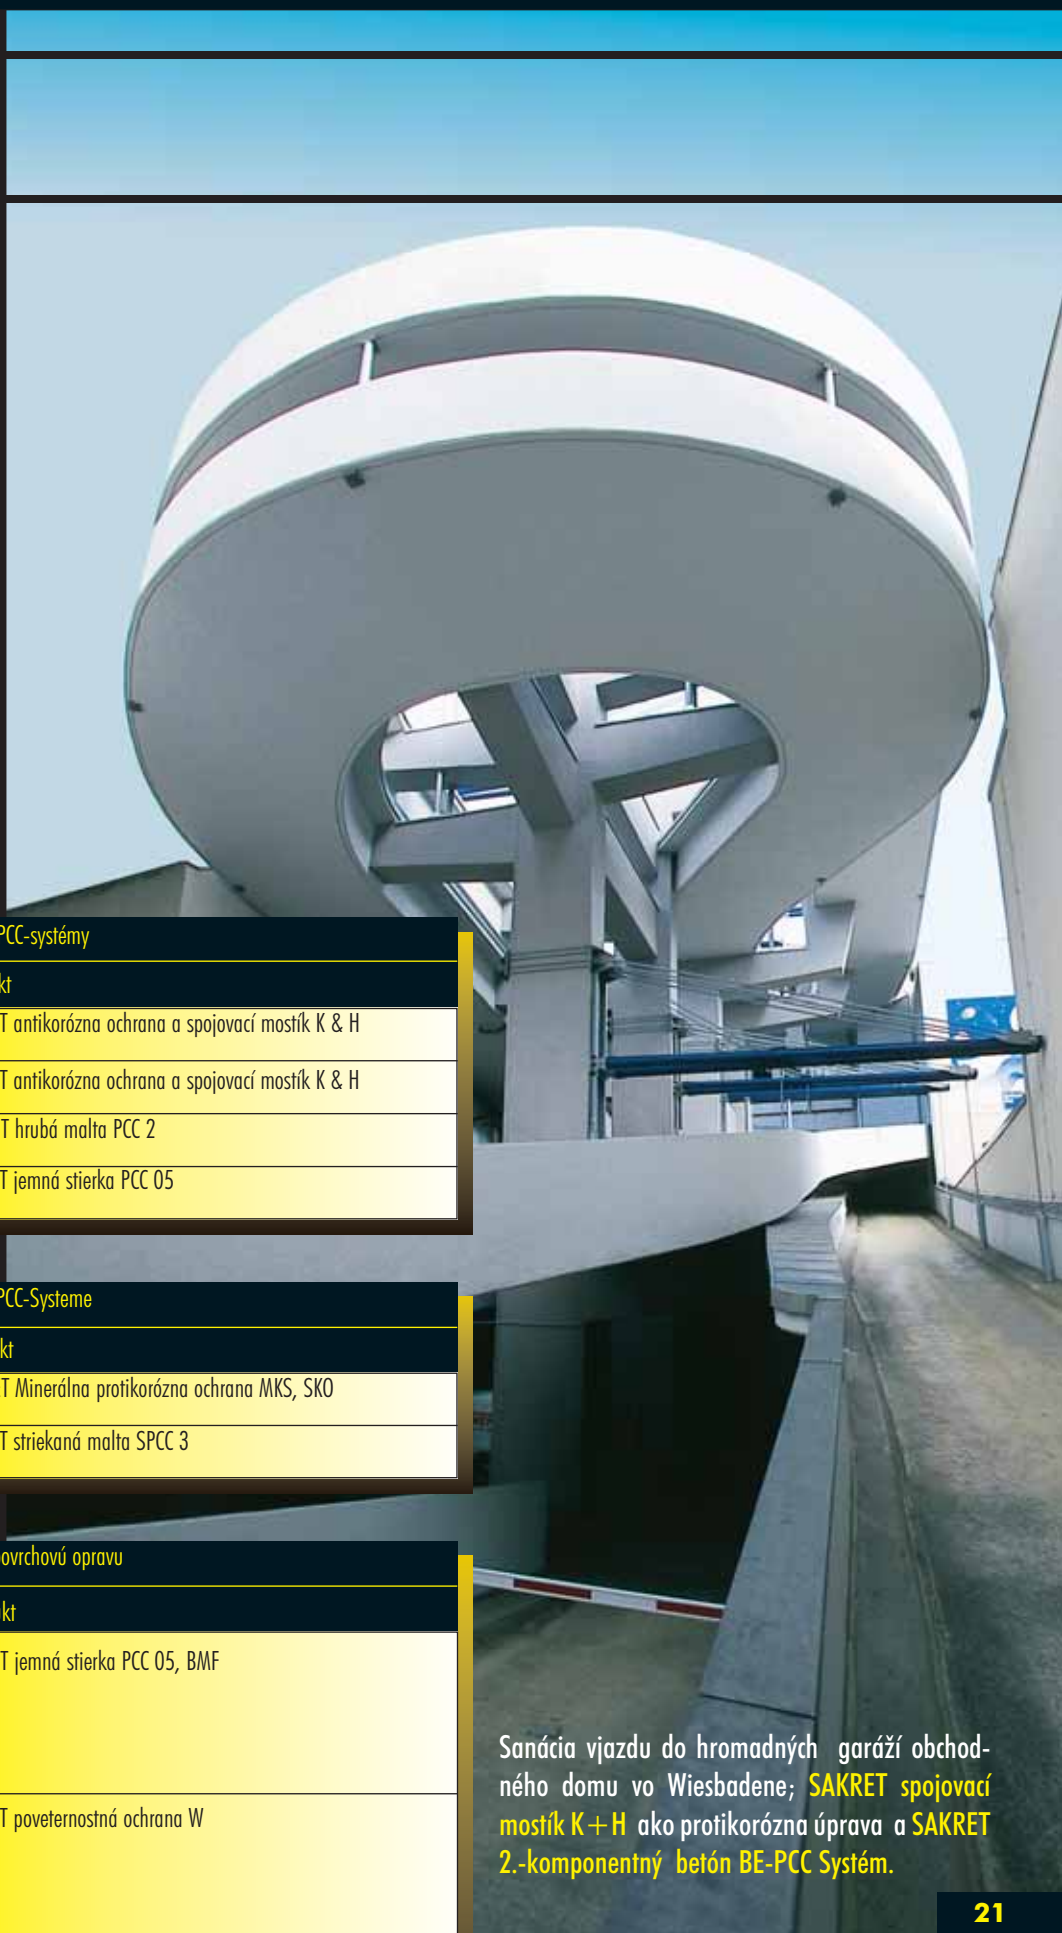 PCC-systémy
kt
T antikorózna ochrana a spojovací mostík K & H
T antikorózna ochrana a spojovací mostík K & H
T hrubá malta PCC 2
T jemná stierka PCC 05
PCC-Systeme
kt
T Minerálna protikorózna ochrana MKS, SKO
T striekaná malta SPCC 3
ovrchovú opravu
kt
T jemná stierka PCC 05, BMF
T poveternostná ochrana W
Sanácia vjazdu do hromadných garáží obchod-
ného domu vo Wiesbadene; SAKRET spojovací
mostík K+H ako protikorózna úprava a SAKRET
2.-komponentný betón BE-PCC Systém.
21